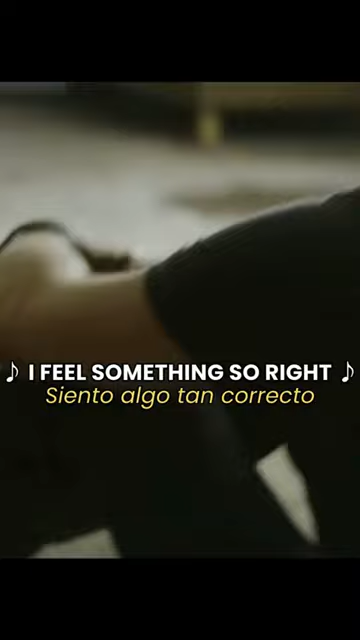 ♪ I FEEL SOMETHING SO RIGHT ♪
Siento algo tan correcto